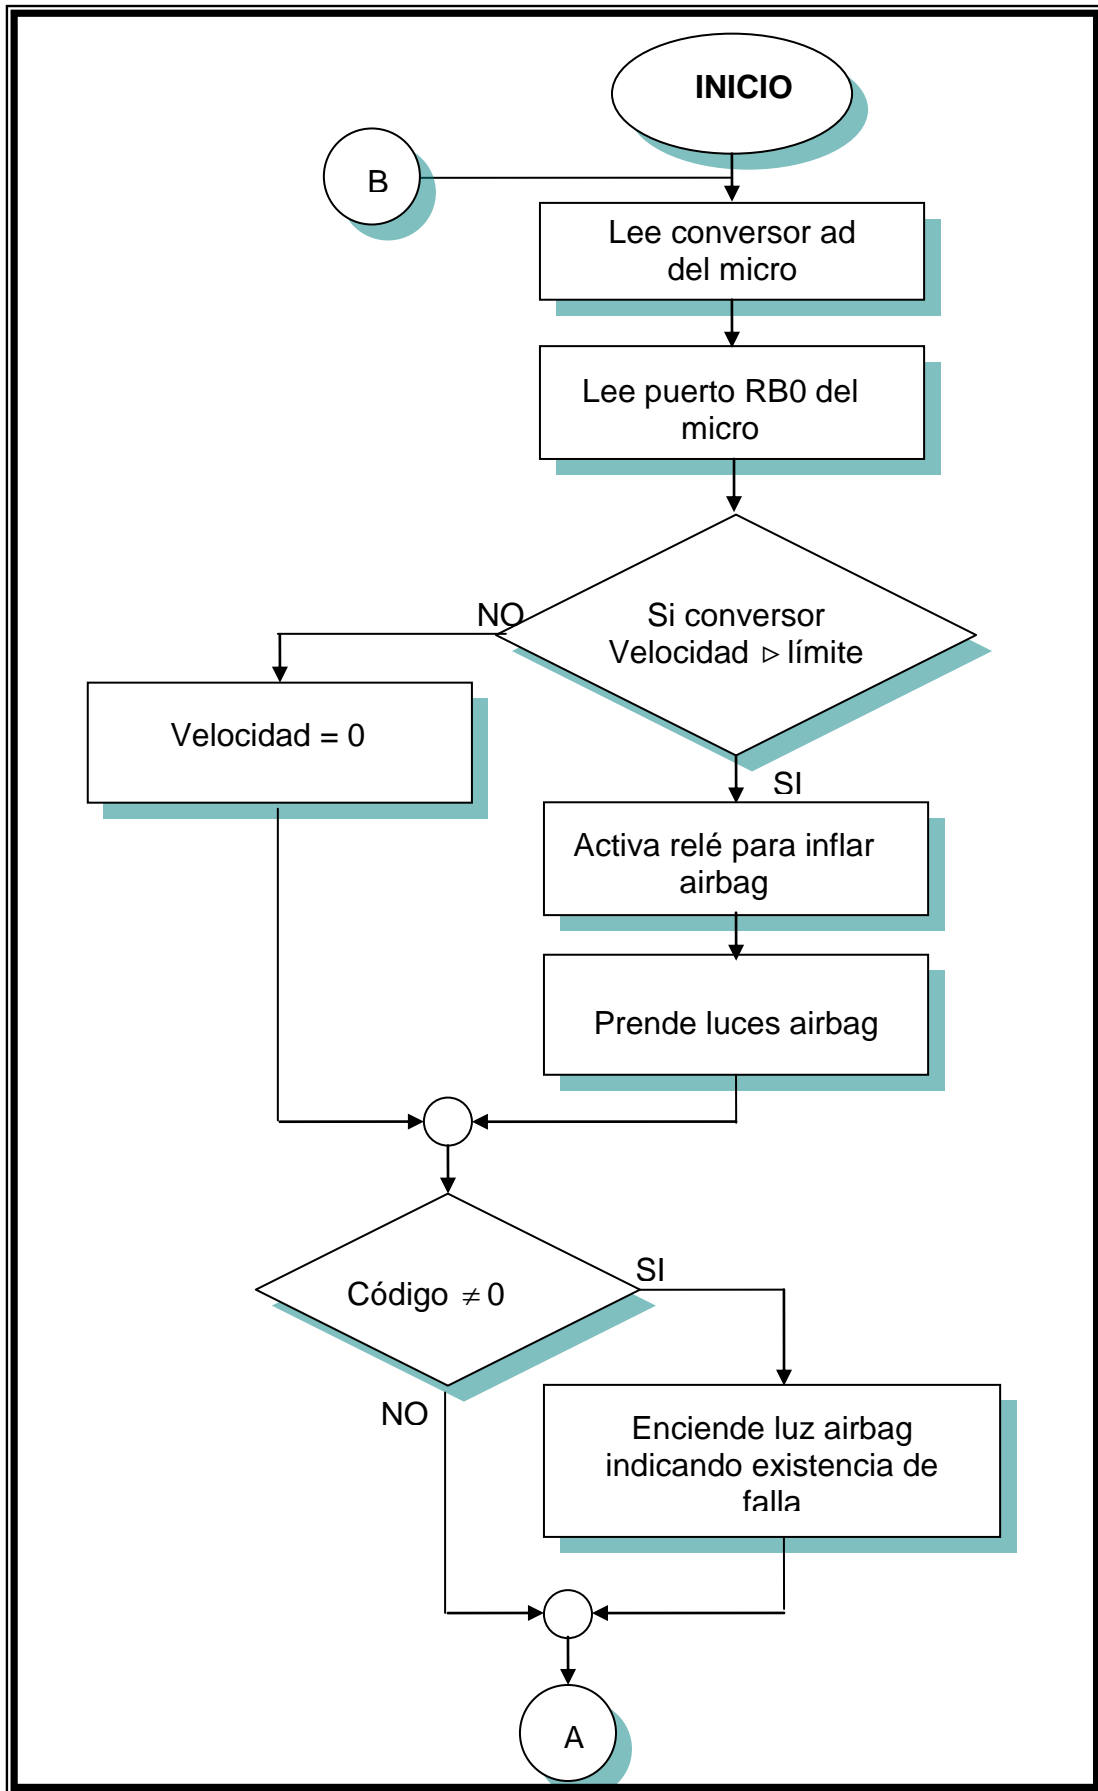 INICIO
B
Lee conversor ad
del micro
Lee puerto RB0 del
micro
NO
Si conversor
Velocidad ▹ límite
Velocidad = 0
SI
Activa relé para inflar
airbag
Prende luces airbag
SI
Código ≠ 0
NO
Enciende luz airbag
indicando existencia de
falla
A